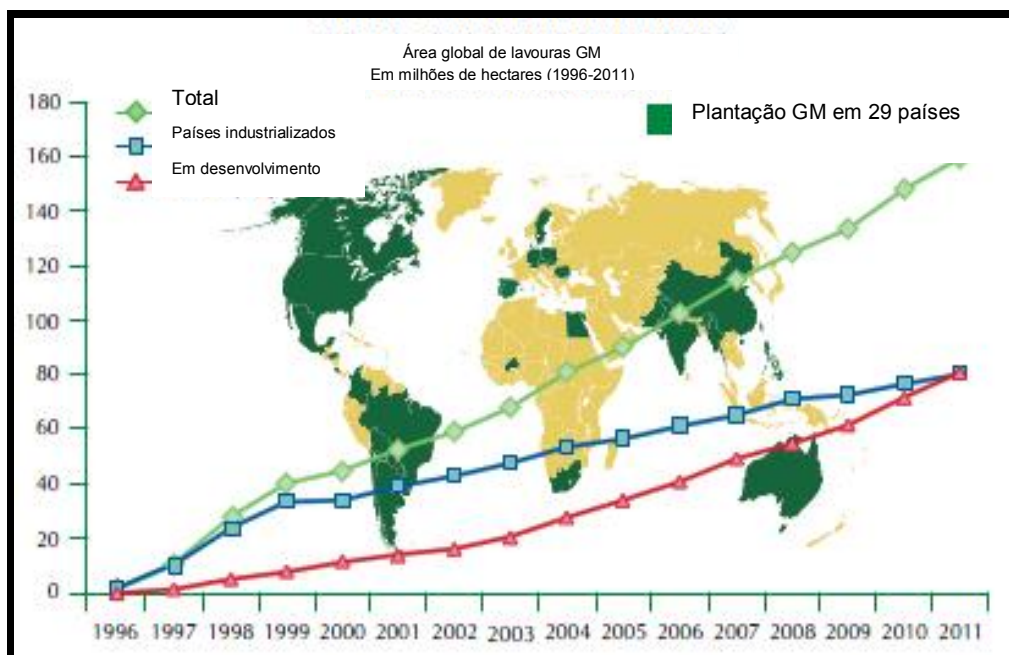 Área global de lavouras GM
Em milhões de hectares (1996-2011)
Total
Países industrializados
Em desenvolvimento
Plantação GM em 29 países
180
160
140
120
100
80
60
40
20
0
1996 1997 1998 1999 2000 2001 2002 2003 2004 2005 2006 2007 2008 2009 2010 2011